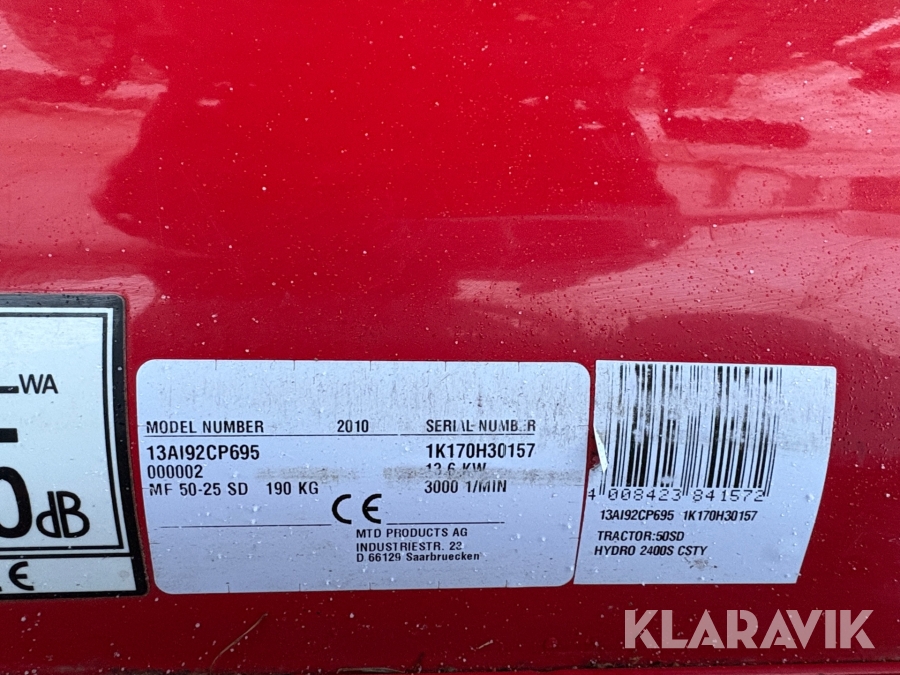 WA
dB
CE
MODEL NUMBER 2010 SERIAL NUMBER
13AI92CP695 1K170H30157
000002 13,6 KW
MF 50-25 SD 190 KG 3000 1/MIN
CE
MTD PRODUCTS AG
INDUSTRIESTR. 22
D 66129 Saarbruecken
4 008423 841572
13AI92CP695 1K170H30157
TRACTOR:50SD
HYDRO 2400S CSTY
KLARAVIK